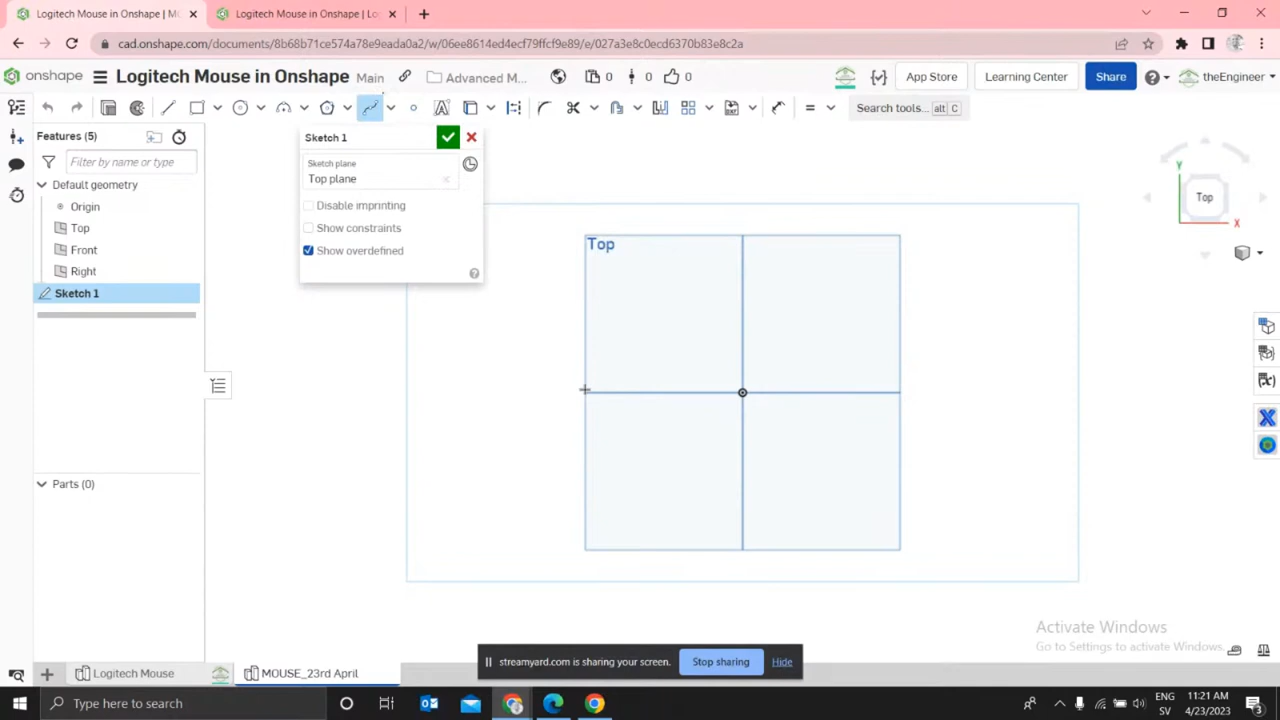 Logitech Mouse in Onshape | M
Logitech Mouse in Onshape | Lo
cad.onshape.com/documents/8b68b71ce574a78e9eada0a2/w/06ee8614ed4ecf79ffcf9e89/e/027a3e8c0ecd6370b83e8c2a
onshape
Logitech Mouse in Onshape Main
Advanced M...
0
0
0
App Store
Learning Center
Share
theEngineer
Search tools... alt C
Features (5)
Filter by name or type
Default geometry
Origin
Top
Front
Right
Sketch 1
Parts (0)
Sketch 1
Sketch plane
Top plane
Disable imprinting
Show constraints
Show overdefined
Top
Y
Top
X
Activate Windows
Go to Settings to activate Windows.
streamyard.com is sharing your screen. Stop sharing Hide
Logitech Mouse
MOUSE_23rd April
Type here to search
ENG
SV
11:21 AM
4/23/2023
3